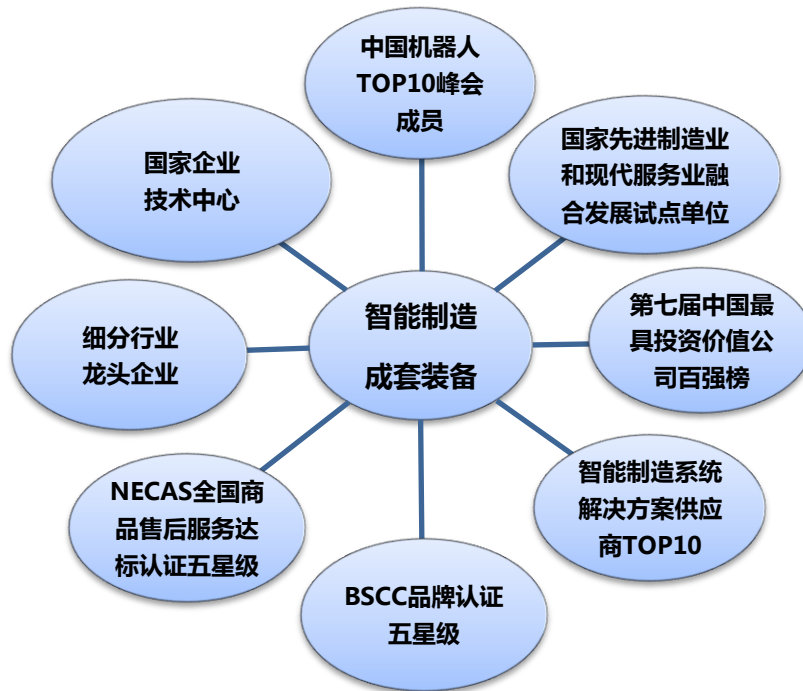 中国机器人
TOP10峰会
成员
国家先进制造业
和现代服务业融
合发展试点单位
国家企业
技术中心
智能制造
成套装备
第七届中国最
具投资价值公
司百强榜
细分行业
龙头企业
智能制造系统
解决方案供应
商TOP10
NECAS全国商
品售后服务达
标认证五星级
BSCC品牌认证
五星级